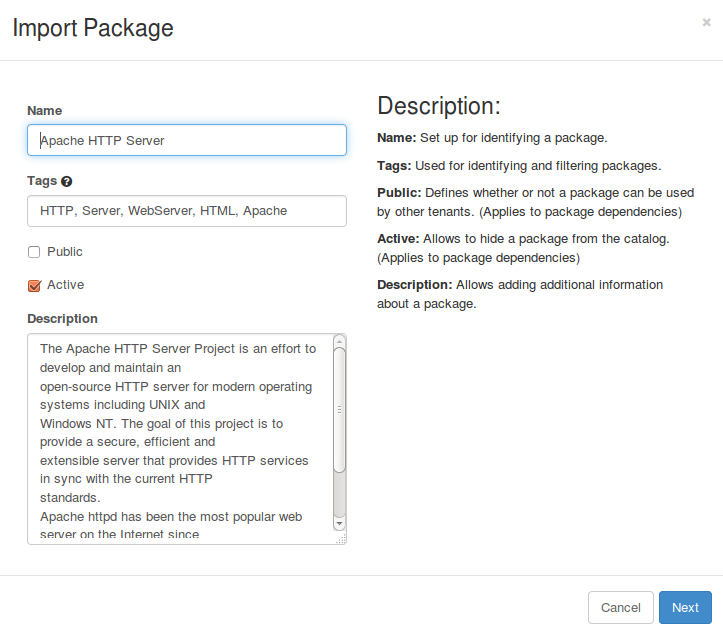 Import Package
×
Name
Apache HTTP Server
Tags ?
HTTP, Server, WebServer, HTML, Apache
Public
Active
Description
The Apache HTTP Server Project is an effort to
develop and maintain an
open-source HTTP server for modern operating
systems including UNIX and
Windows NT. The goal of this project is to
provide a secure, efficient and
extensible server that provides HTTP services
in sync with the current HTTP
standards.
Apache httpd has been the most popular web
server on the Internet since
Description:
Name: Set up for identifying a package.
Tags: Used for identifying and filtering packages.
Public: Defines whether or not a package can be used
by other tenants. (Applies to package dependencies)
Active: Allows to hide a package from the catalog.
(Applies to package dependencies)
Description: Allows adding additional information
about a package.
Cancel
Next